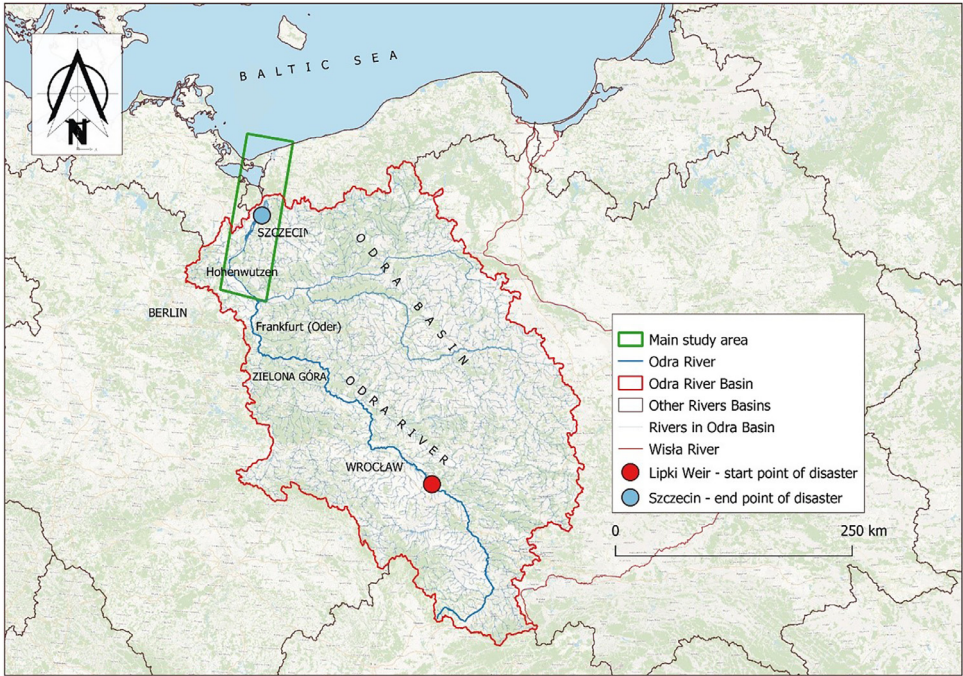 BALTIC SEA
N
SZCZECIN
ODRA BASIN
Hohenwutzen
BERLIN
Frankfurt (Oder)
ZIELONA GÓRA
ODRA RIVER
WROCŁAW
Main study area
Odra River
Odra River Basin
Other Rivers Basins
Rivers in Odra Basin
Wisła River
Lipki Weir - start point of disaster
Szczecin - end point of disaster
0 250 km